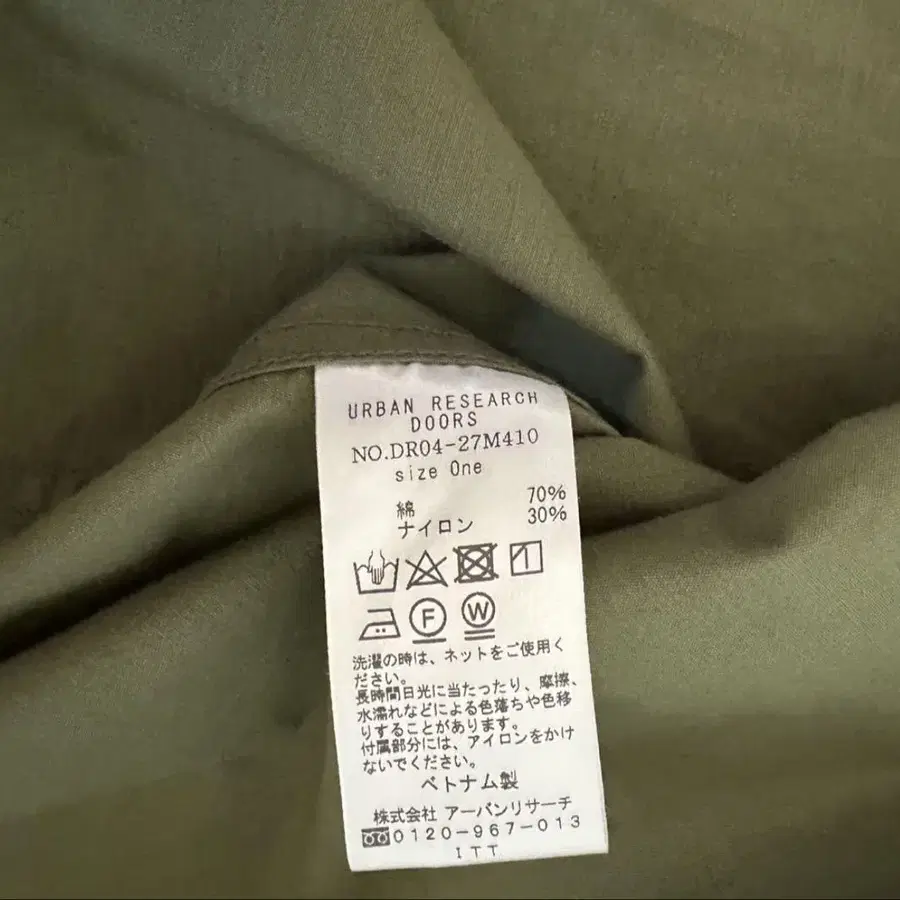 URBAN RESEARCH
DOORS
NO.DR04-27M410
size One
綿 70%
ナイロン 30%
F W
洗濯の時は、ネットをご使用く
ださい。
長時間日光に当たったり、摩擦、
水濡れなどによる色落ちや色移
りすることがあります。
付属部分には、アイロンをかけ
ないでください。
ベトナム製
株式会社 アーバンリサーチ
0120-967-013
ITT